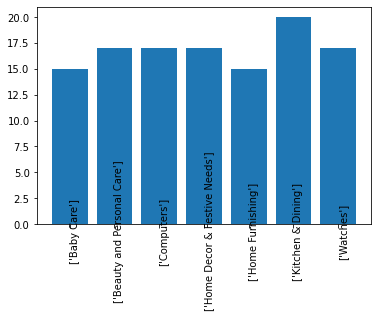 20.0
17.5
15.0
12.5
10.0
7.5
5.0
2.5
0.0
['Baby Care']
['Beauty and Personal Care']
['Computers']
['Home Decor & Festive Needs']
['Home Furnishing']
['Kitchen & Dining']
['Watches']